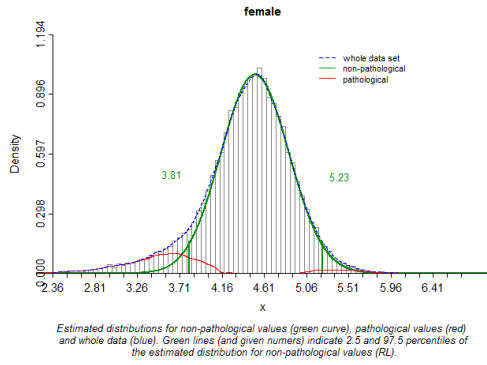 female
whole data set
non-pathological
pathological
Density
0.000 0.298 0.597 0.896 1.194
3.81
5.23
2.36 2.81 3.26 3.71 4.16 4.61 5.06 5.51 5.96 6.41
x
Estimated distributions for non-pathological values (green curve), pathological values (red)
and whole data (blue). Green lines (and given numers) indicate 2.5 and 97.5 percentiles of
the estimated distribution for non-pathological values (RL).